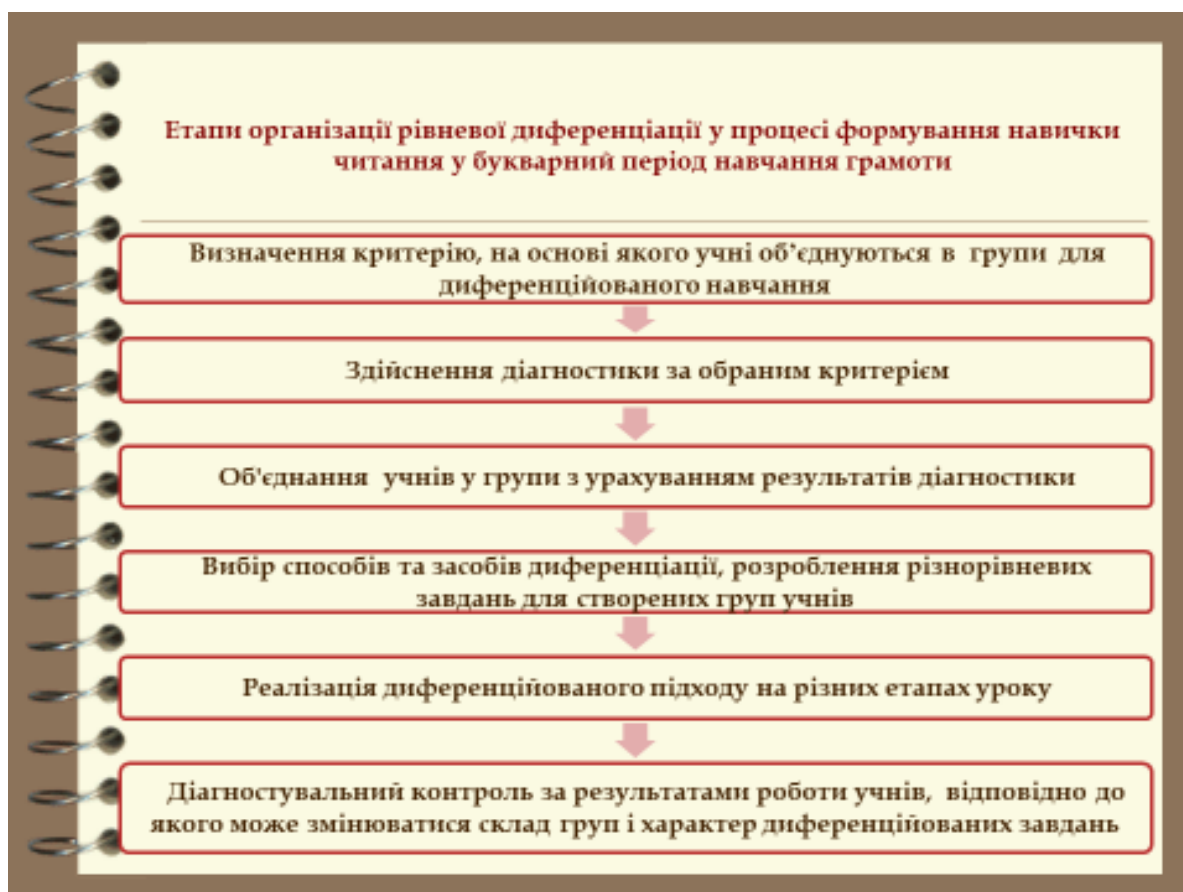 Етапи організації рівневої диференціації у процесі формування навички
читання у букварний період навчання грамоти
Визначення критерію, на основі якого учні об’єднуються в групи для
диференційованого навчання
Здійснення діагностики за обраним критерієм
Об'єднання учнів у групи з урахуванням результатів діагностики
Вибір способів та засобів диференціації, розроблення різнорівневих
завдань для створених груп учнів
Реалізація диференційованого підходу на різних етапах уроку
Діагностувальний контроль за результатами роботи учнів, відповідно до
якого може змінюватися склад груп і характер диференційованих завдань